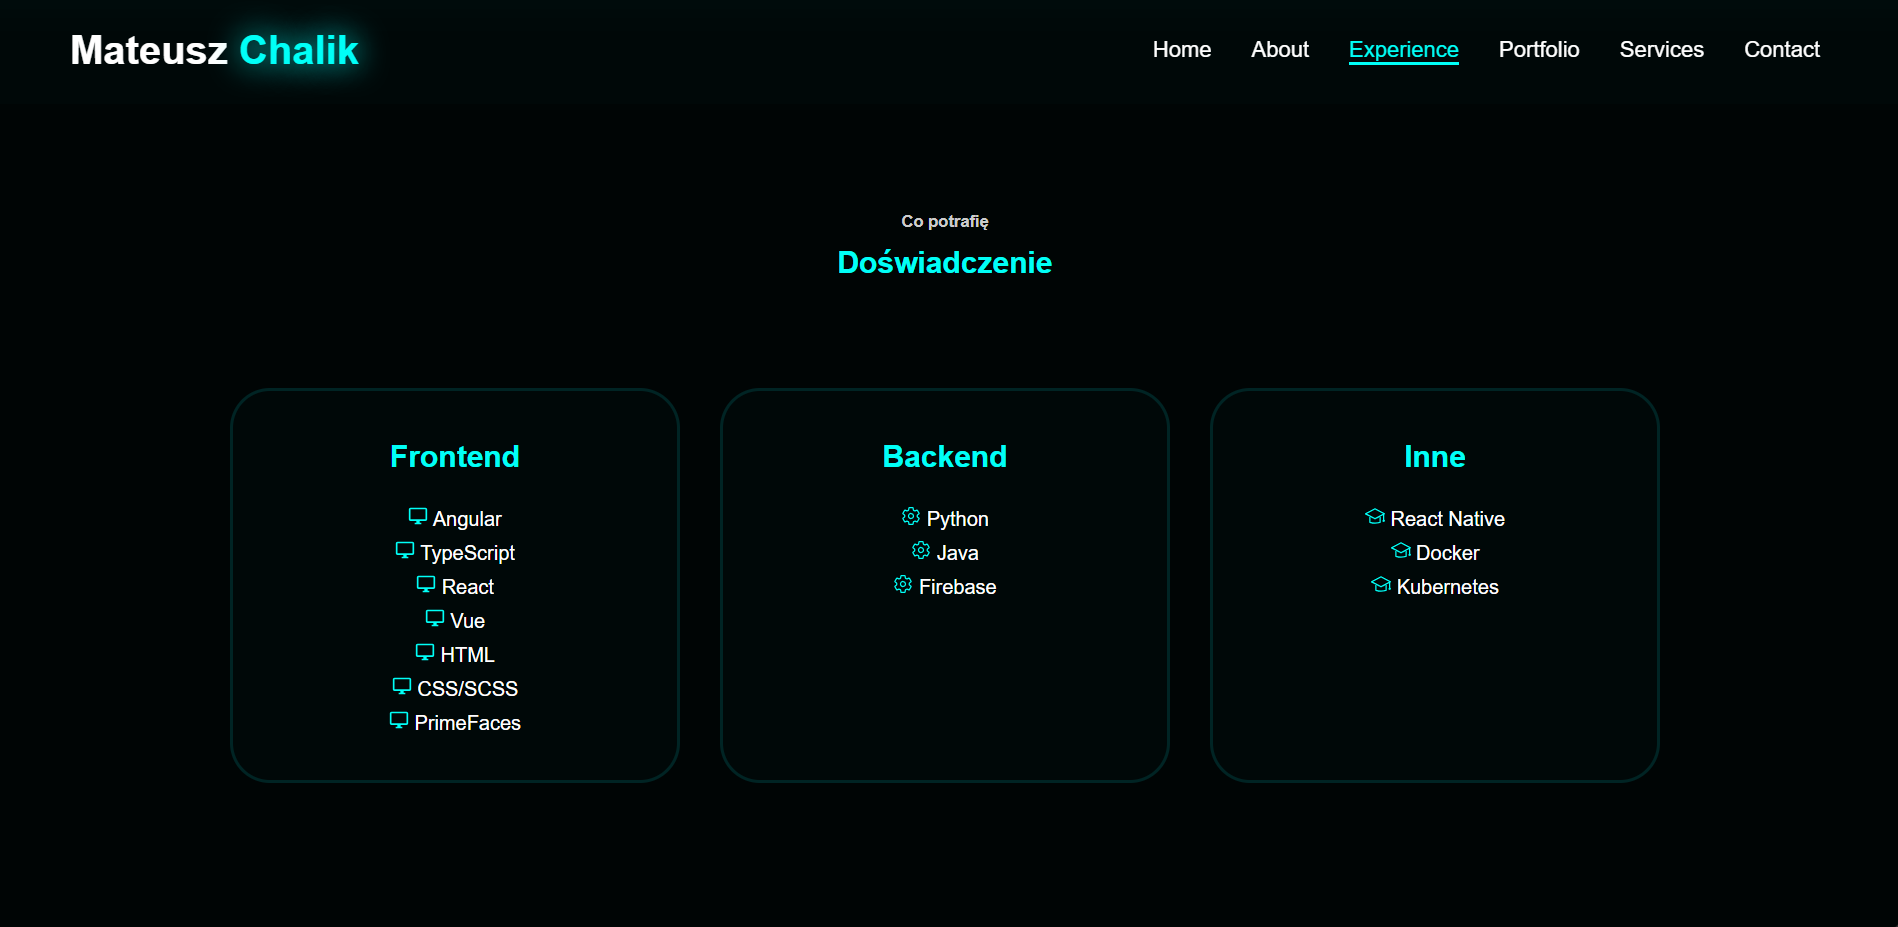 Mateusz Chalik
Home About Experience Portfolio Services Contact
Co potrafię
Doświadczenie
Frontend
Angular
TypeScript
React
Vue
HTML
CSS/SCSS
PrimeFaces
Backend
Python
Java
Firebase
Inne
React Native
Docker
Kubernetes